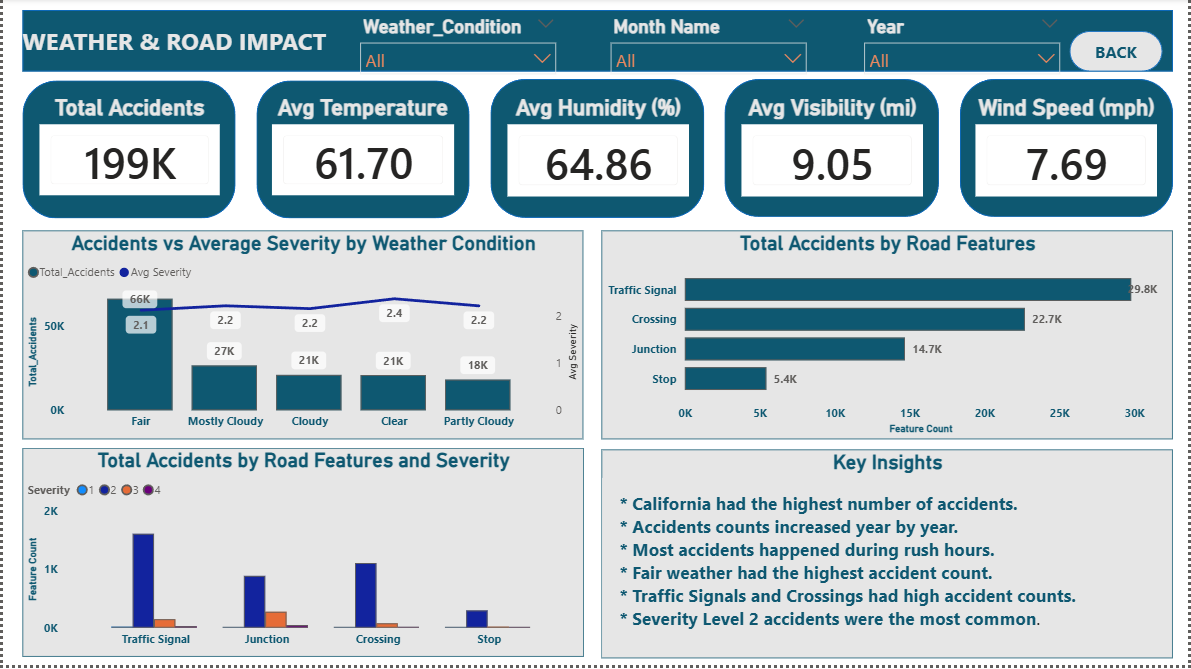 WEATHER & ROAD IMPACT
Weather_Condition
All
Month Name
All
Year
All
BACK
Total Accidents
199K
Avg Temperature
61.70
Avg Humidity (%)
64.86
Avg Visibility (mi)
9.05
Wind Speed (mph)
7.69
Accidents vs Average Severity by Weather Condition
Total_Accidents Avg Severity
Total_Accidents
50K
0K
66K
2.1
2.2
27K
2.2
21K
2.4
21K
2.2
18K
2
1
0
Avg Severity
Fair Mostly Cloudy Cloudy Clear Partly Cloudy
Total Accidents by Road Features
Traffic Signal 29.8K
Crossing 22.7K
Junction 14.7K
Stop 5.4K
0K 5K 10K 15K 20K 25K 30K
Feature Count
Total Accidents by Road Features and Severity
Severity 1 2 3 4
Feature Count
2K
1K
0K
Traffic Signal Junction Crossing Stop
Key Insights
* California had the highest number of accidents.
* Accidents counts increased year by year.
* Most accidents happened during rush hours.
* Fair weather had the highest accident count.
* Traffic Signals and Crossings had high accident counts.
* Severity Level 2 accidents were the most common.